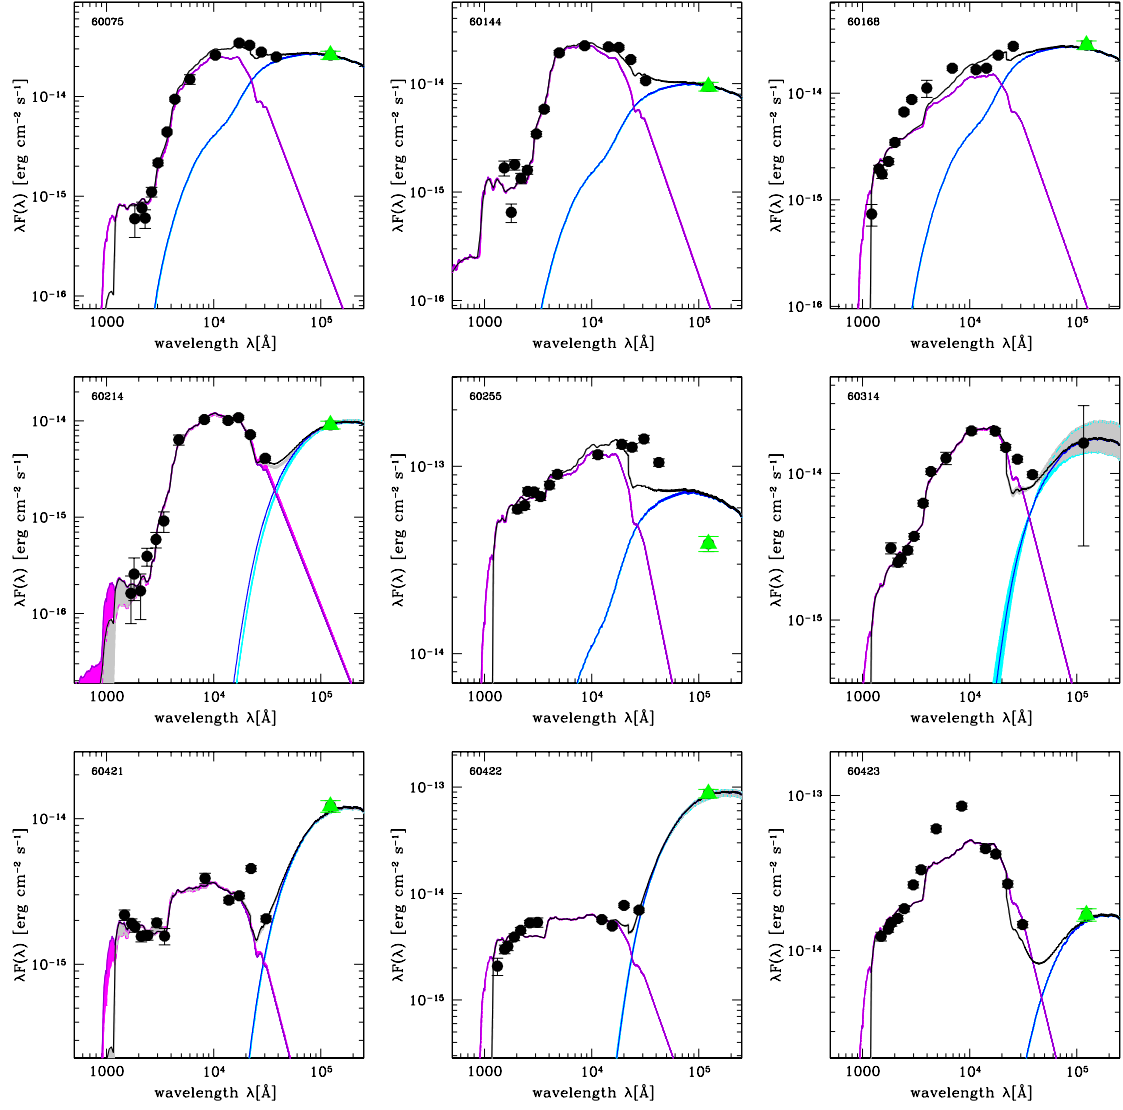 60075
60144
60168
10⁻¹⁴
10⁻¹⁵
10⁻¹⁶
λF(λ) [erg cm⁻² s⁻¹]
1000 10⁴ 10⁵
wavelength λ[Å]
10⁻¹⁴
10⁻¹⁵
10⁻¹⁶
λF(λ) [erg cm⁻² s⁻¹]
1000 10⁴ 10⁵
wavelength λ[Å]
10⁻¹⁴
10⁻¹⁵
10⁻¹⁶
λF(λ) [erg cm⁻² s⁻¹]
1000 10⁴ 10⁵
wavelength λ[Å]
60214
60255
60314
10⁻¹⁴
10⁻¹⁵
10⁻¹⁶
λF(λ) [erg cm⁻² s⁻¹]
1000 10⁴ 10⁵
wavelength λ[Å]
10⁻¹³
10⁻¹⁴
λF(λ) [erg cm⁻² s⁻¹]
1000 10⁴ 10⁵
wavelength λ[Å]
10⁻¹⁴
10⁻¹⁵
λF(λ) [erg cm⁻² s⁻¹]
1000 10⁴ 10⁵
wavelength λ[Å]
60421
60422
60423
10⁻¹⁴
10⁻¹⁵
λF(λ) [erg cm⁻² s⁻¹]
1000 10⁴ 10⁵
wavelength λ[Å]
10⁻¹³
10⁻¹⁴
10⁻¹⁵
λF(λ) [erg cm⁻² s⁻¹]
1000 10⁴ 10⁵
wavelength λ[Å]
10⁻¹³
10⁻¹⁴
λF(λ) [erg cm⁻² s⁻¹]
1000 10⁴ 10⁵
wavelength λ[Å]